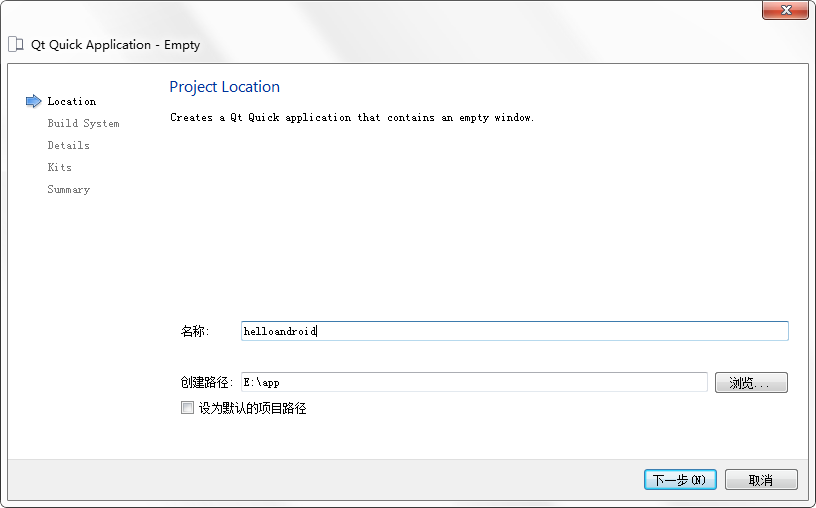 Qt Quick Application - Empty
Location
Build System
Details
Kits
Summary
Project Location
Creates a Qt Quick application that contains an empty window.
名称: helloandroid
创建路径: E:\app 浏览...
设为默认的项目路径
下一步(N) 取消